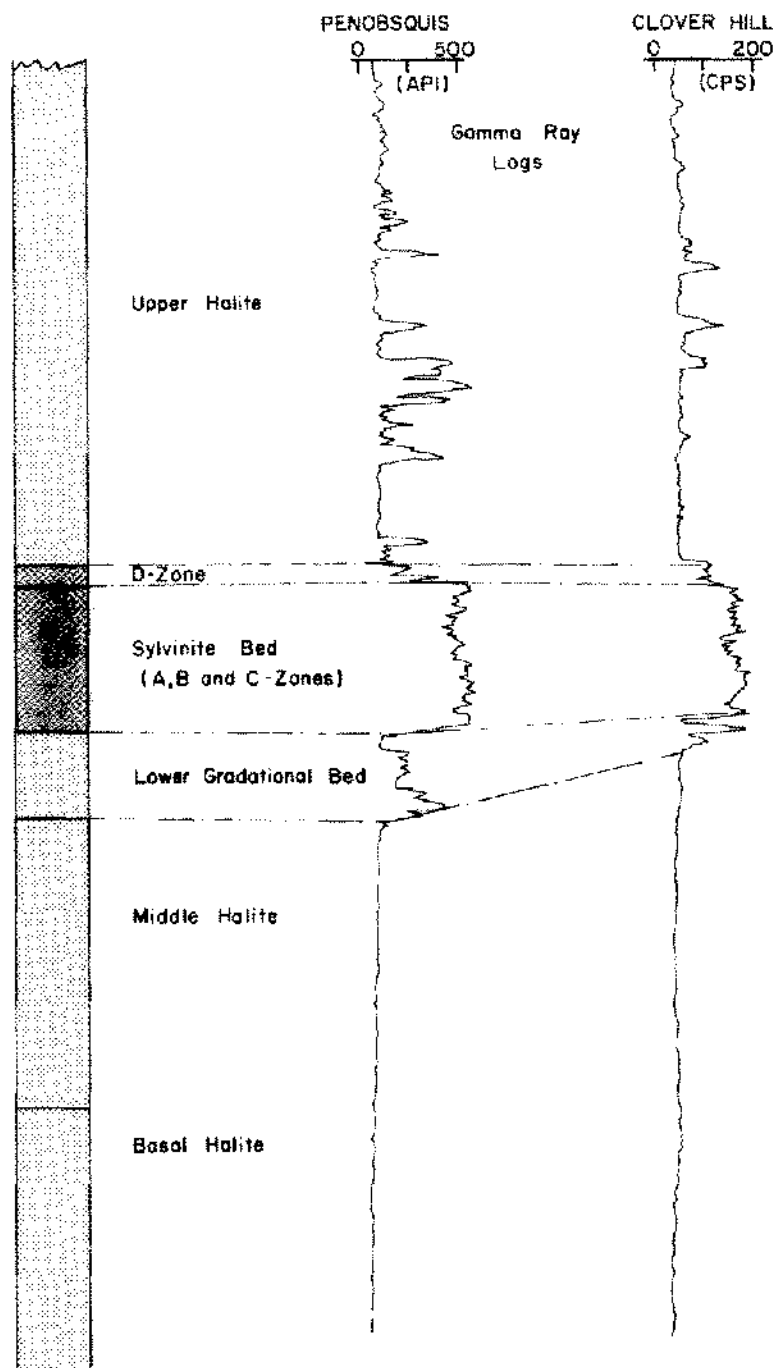 PENOBSQUIS
0 500
(API)
CLOVER HILL
0 200
(CPS)
Gamma Ray
Logs
Upper Halite
D-Zone
Sylvinite Bed
(A,B and C-Zones)
Lower Gradational Bed
Middle Halite
Basal Halite